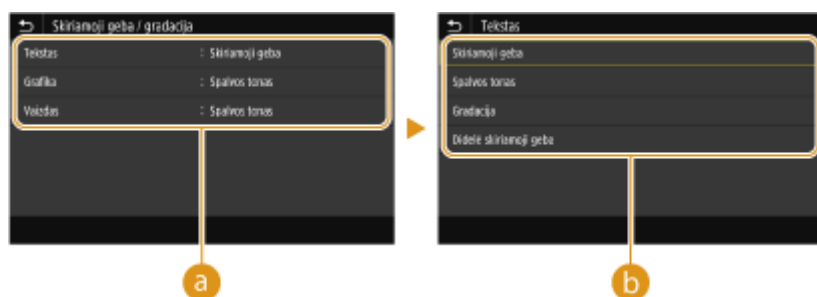 Skiriamoji geba / gradacija
Tekstas : Skiriamoji geba
Grafika : Spalvos tonas
Vaizdas : Spalvos tonas
a
Tekstas
Skiriamoji geba
Spalvos tonas
Gradacija
Didelė skiriamoji geba
b